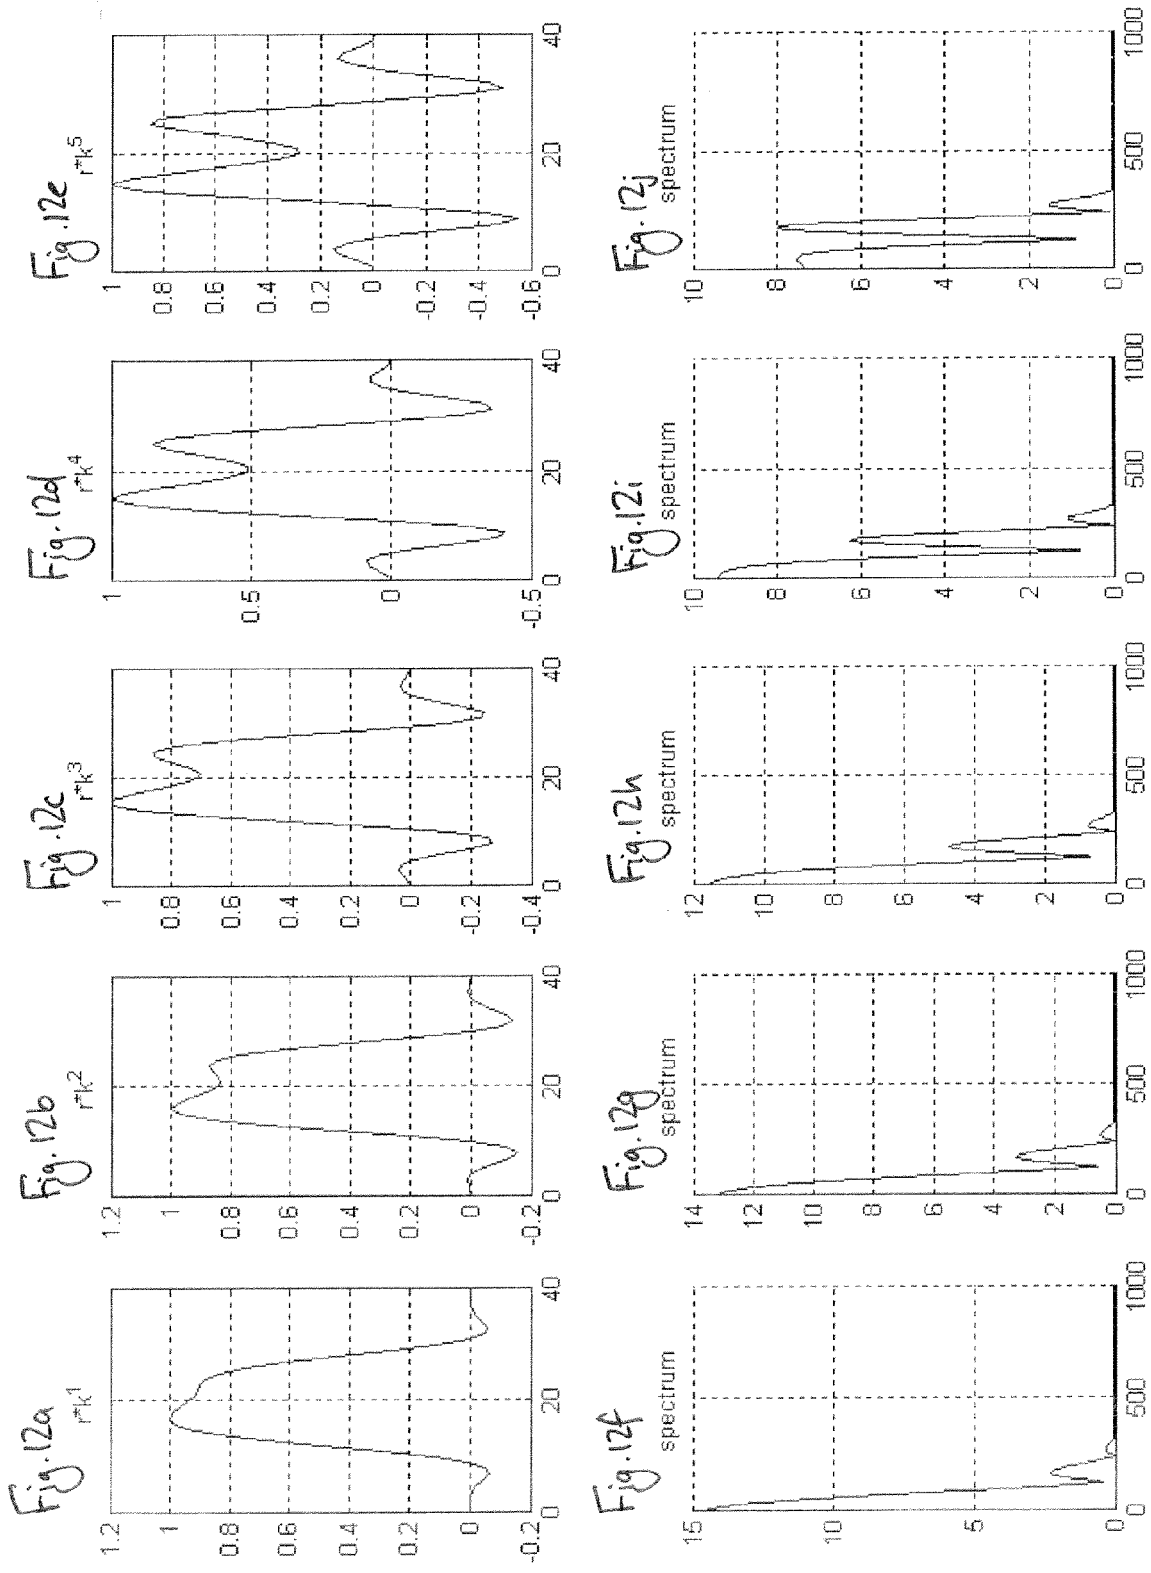 Fig. 12a
r*k^1
1.2
1
0.8
0.6
0.4
0.2
0
-0.2
0 20 40
Fig. 12b
r*k^2
1.2
1
0.8
0.6
0.4
0.2
0
-0.2
0 20 40
Fig. 12c
r*k^3
1
0.8
0.6
0.4
0.2
0
-0.2
-0.4
0 20 40
Fig. 12d
r*k^4
1
0.5
0
-0.5
0 20 40
Fig. 12e
r*k^5
1
0.8
0.6
0.4
0.2
0
-0.2
-0.4
-0.6
0 20 40
Fig. 12f
spectrum
15
10
5
0
0 500 1000
Fig. 12g
spectrum
14
12
10
8
6
4
2
0
0 500 1000
Fig. 12h
spectrum
12
10
8
6
4
2
0
0 500 1000
Fig. 12i
spectrum
10
8
6
4
2
0
0 500 1000
Fig. 12j
spectrum
10
8
6
4
2
0
0 500 1000